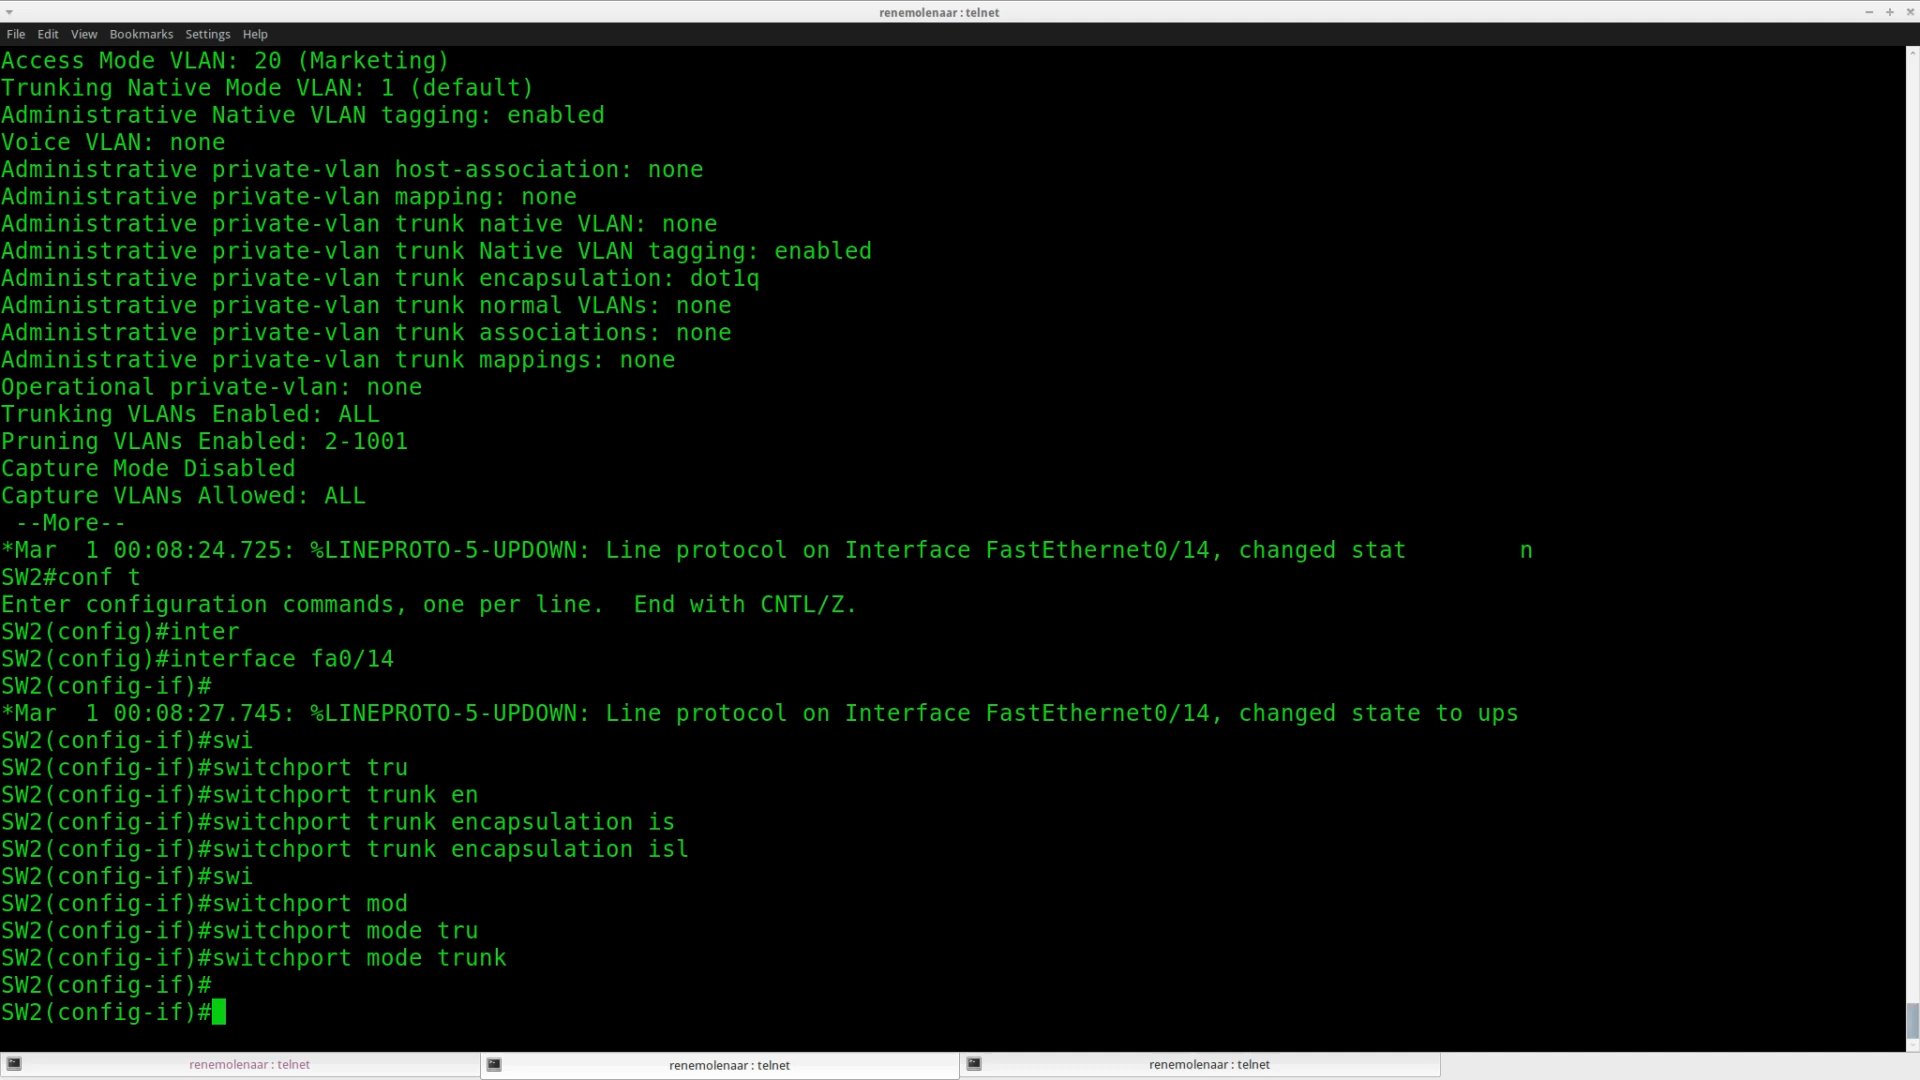 renemolenaar : telnet
File Edit View Bookmarks Settings Help
Access Mode VLAN: 20 (Marketing)
Trunking Native Mode VLAN: 1 (default)
Administrative Native VLAN tagging: enabled
Voice VLAN: none
Administrative private-vlan host-association: none
Administrative private-vlan mapping: none
Administrative private-vlan trunk native VLAN: none
Administrative private-vlan trunk Native VLAN tagging: enabled
Administrative private-vlan trunk encapsulation: dot1q
Administrative private-vlan trunk normal VLANs: none
Administrative private-vlan trunk associations: none
Administrative private-vlan trunk mappings: none
Operational private-vlan: none
Trunking VLANs Enabled: ALL
Pruning VLANs Enabled: 2-1001
Capture Mode Disabled
Capture VLANs Allowed: ALL
 --More--
*Mar  1 00:08:24.725: %LINEPROTO-5-UPDOWN: Line protocol on Interface FastEthernet0/14, changed stat        n
SW2#conf t
Enter configuration commands, one per line.  End with CNTL/Z.
SW2(config)#inter
SW2(config)#interface fa0/14
SW2(config-if)#
*Mar  1 00:08:27.745: %LINEPROTO-5-UPDOWN: Line protocol on Interface FastEthernet0/14, changed state to ups
SW2(config-if)#swi
SW2(config-if)#switchport tru
SW2(config-if)#switchport trunk en
SW2(config-if)#switchport trunk encapsulation is
SW2(config-if)#switchport trunk encapsulation isl
SW2(config-if)#swi
SW2(config-if)#switchport mod
SW2(config-if)#switchport mode tru
SW2(config-if)#switchport mode trunk
SW2(config-if)#
SW2(config-if)#
renemolenaar : telnet renemolenaar : telnet renemolenaar : telnet